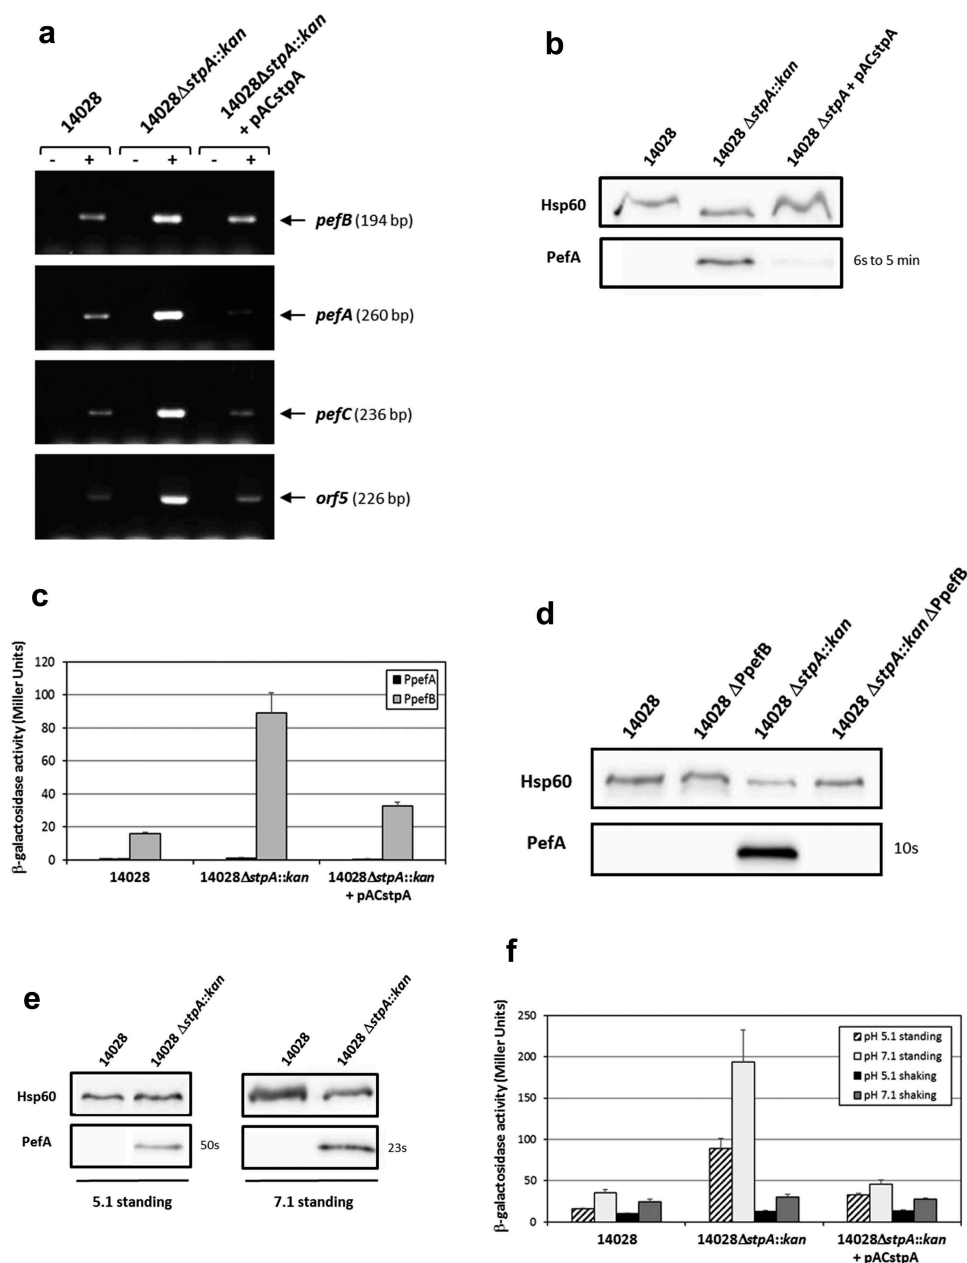 a
14028
14028ΔstpA::kan
14028ΔstpA::kan
+ pACstpA
- + - + - +
pefB (194 bp)
pefA (260 bp)
pefC (236 bp)
orf5 (226 bp)
b
14028
14028 ΔstpA::kan
14028 ΔstpA + pACstpA
Hsp60
PefA
6s to 5 min
c
β-galactosidase activity (Miller Units)
120
100
80
60
40
20
0
PpefA
PpefB
14028
14028ΔstpA::kan
14028ΔstpA::kan
+ pACstpA
d
14028
14028 ΔPpefB
14028 ΔstpA::kan
14028 ΔstpA::kan ΔPpefB
Hsp60
PefA
10s
e
14028
14028 ΔstpA::kan
14028
14028 ΔstpA::kan
Hsp60
PefA
50s
23s
5.1 standing
7.1 standing
f
β-galactosidase activity (Miller Units)
250
200
150
100
50
0
pH 5.1 standing
pH 7.1 standing
pH 5.1 shaking
pH 7.1 shaking
14028
14028ΔstpA::kan
14028ΔstpA::kan
+ pACstpA